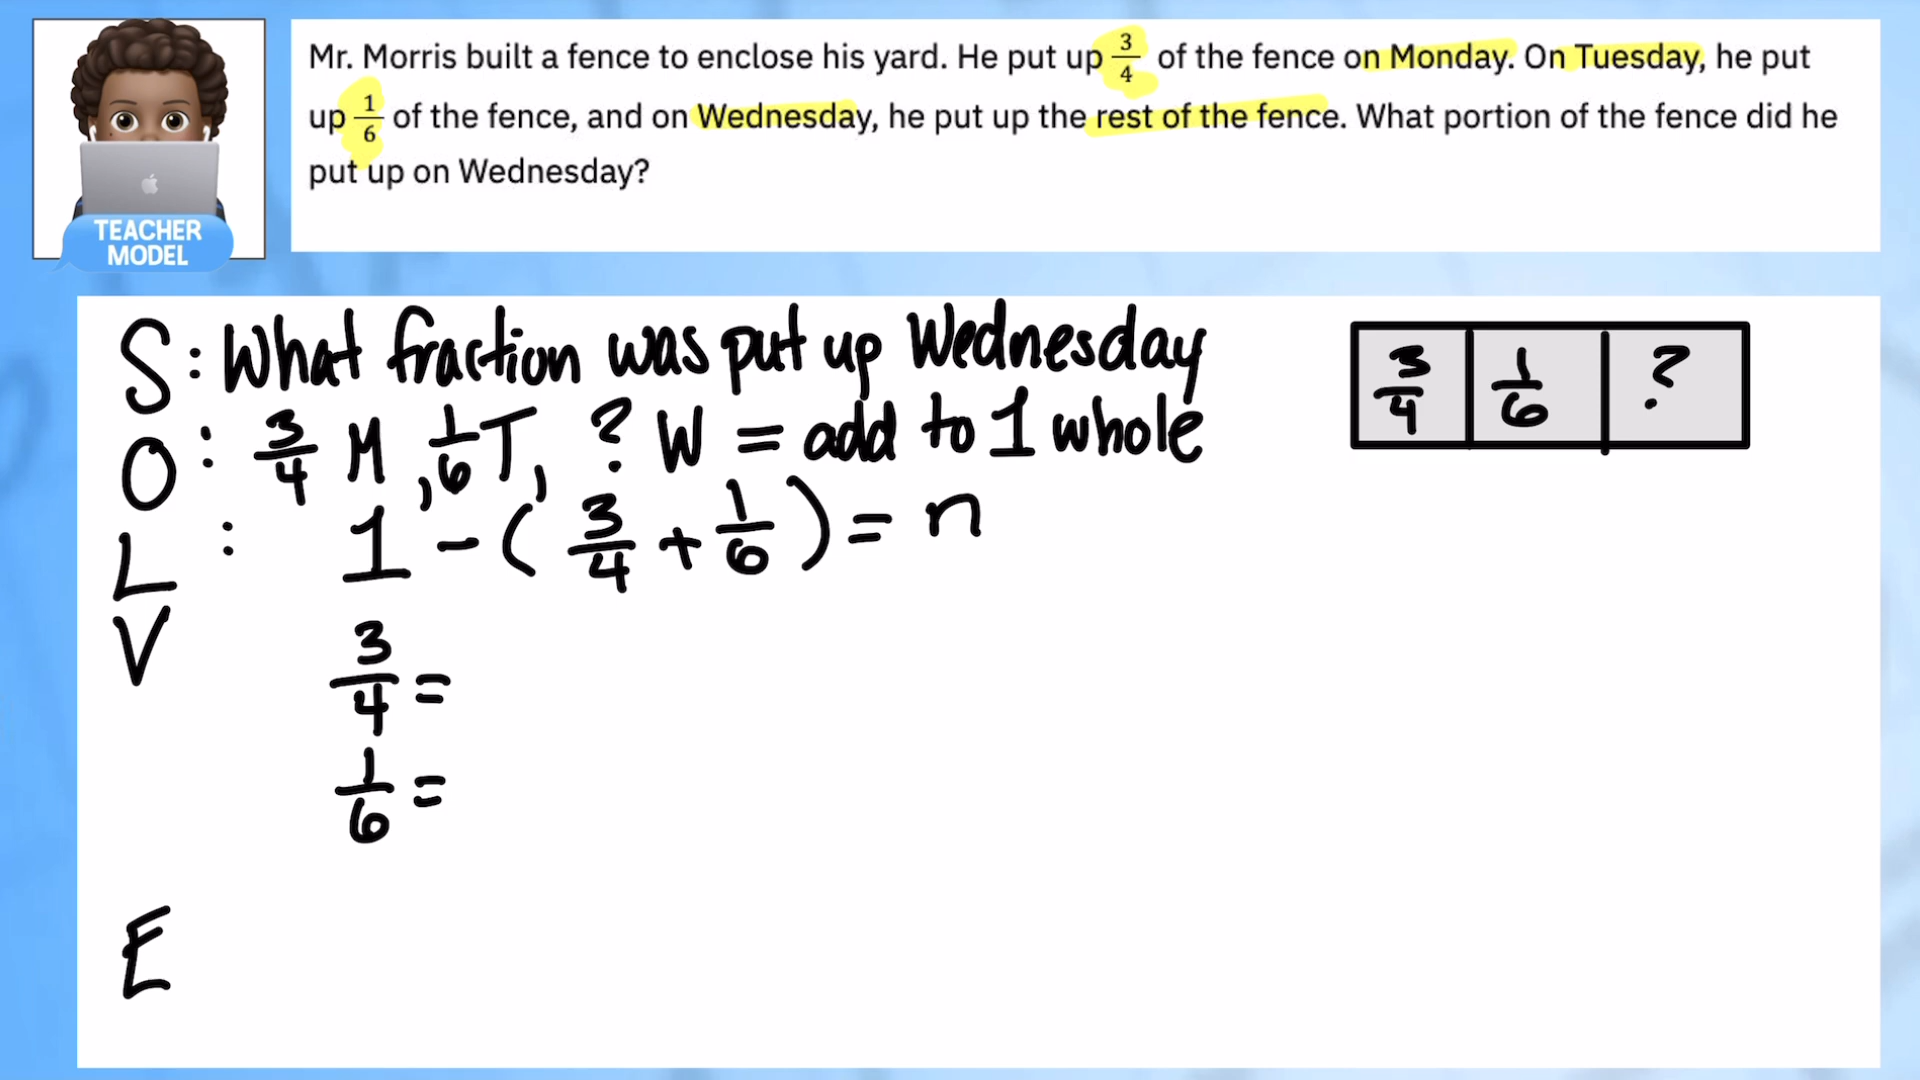 Mr. Morris built a fence to enclose his yard. He put up 3/4 of the fence on Monday. On Tuesday, he put
up 1/6 of the fence, and on Wednesday, he put up the rest of the fence. What portion of the fence did he
put up on Wednesday?
TEACHER
MODEL
S: What fraction was put up Wednesday
3/4 1/6 ?
O: 3/4 M, 1/6 T, ? W = add to 1 whole
L: 1 - (3/4 + 1/6) = n
V
3/4 =
1/6 =
E